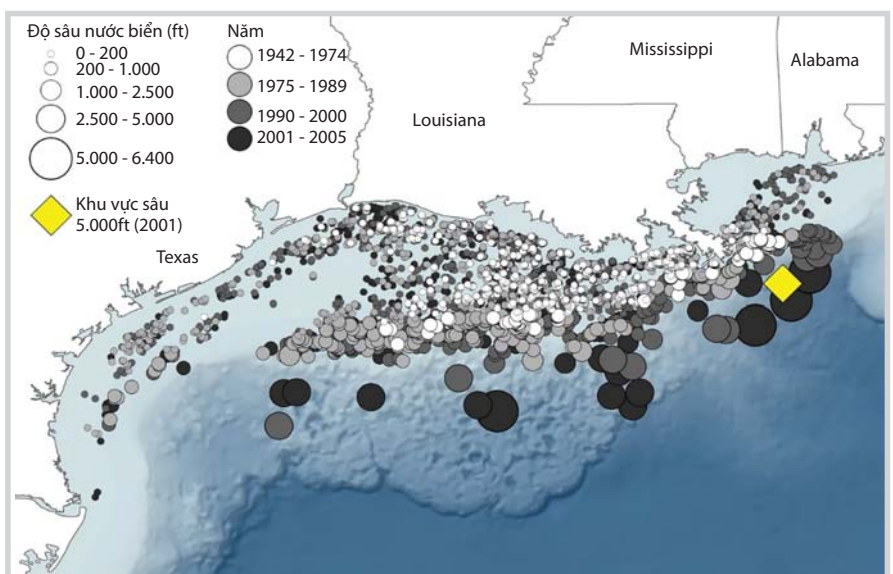 Độ sâu nước biển (ft)
0 - 200
200 - 1.000
1.000 - 2.500
2.500 - 5.000
5.000 - 6.400
Khu vực sâu
5.000ft (2001)
Năm
1942 - 1974
1975 - 1989
1990 - 2000
2001 - 2005
Texas
Louisiana
Mississippi
Alabama